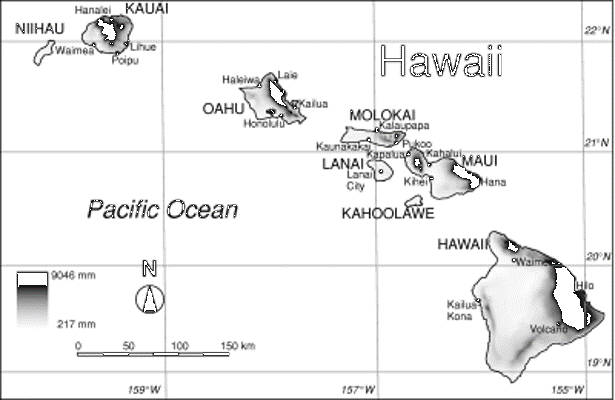 Hanalei
KAUAI
NIIHAU
Waimea
Lihue
Poipu
22°N
Hawaii
Haleiwa
Laie
OAHU
Kailua
Honolulu
MOLOKAI
Kalaupapa
Kaunakakai
Pukoo
21°N
Kapalua
Kahalui
LANAI
MAUI
Lanai
City
Kihei
Hana
KAHOOLAWE
Pacific Ocean
HAWAII
Waimea
20°N
N
9046 mm
217 mm
Hilo
Kailua
Kona
Volcano
0 50 100 150 km
19°N
159°W
157°W
155°W